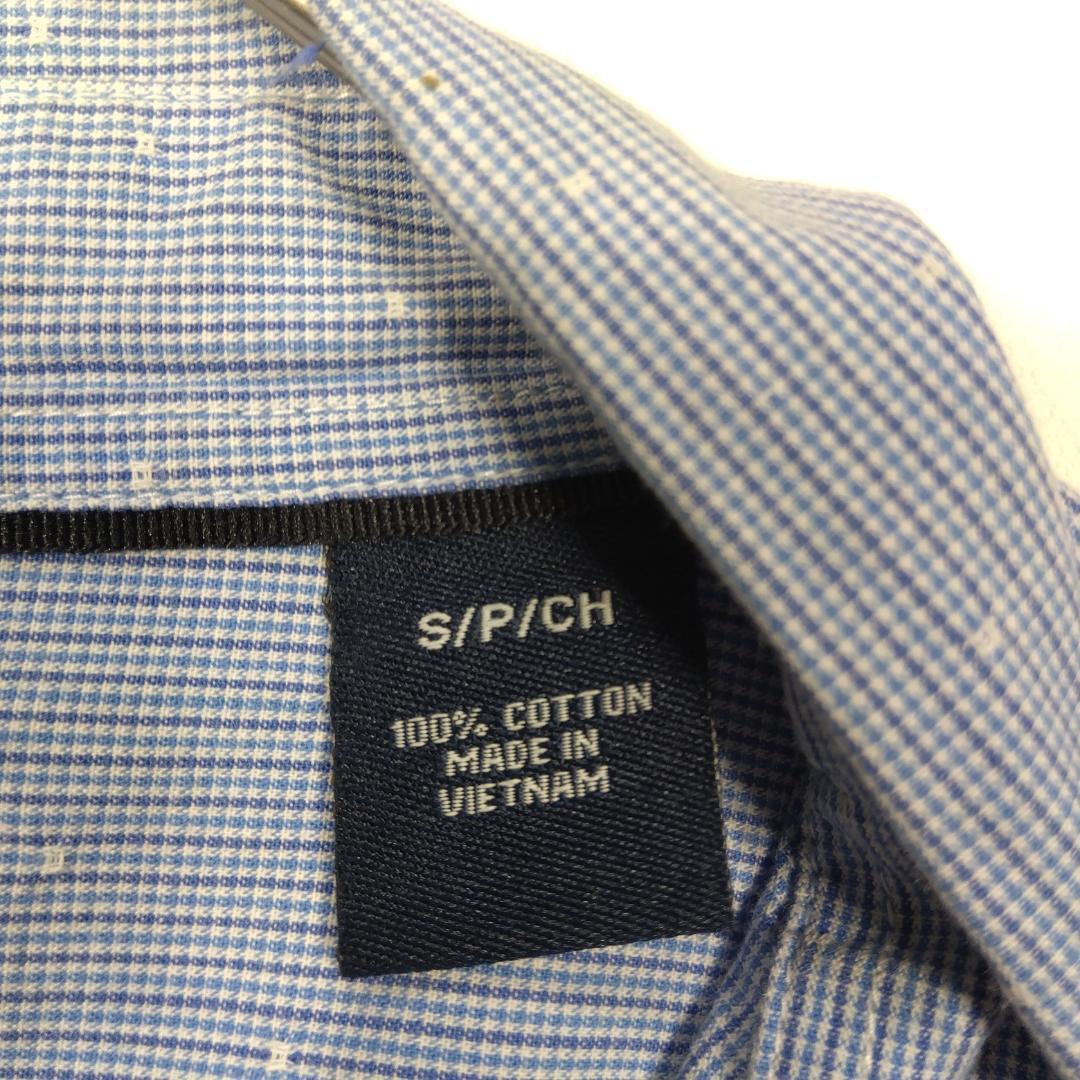 S/P/CH
100% COTTON
MADE IN
VIETNAM